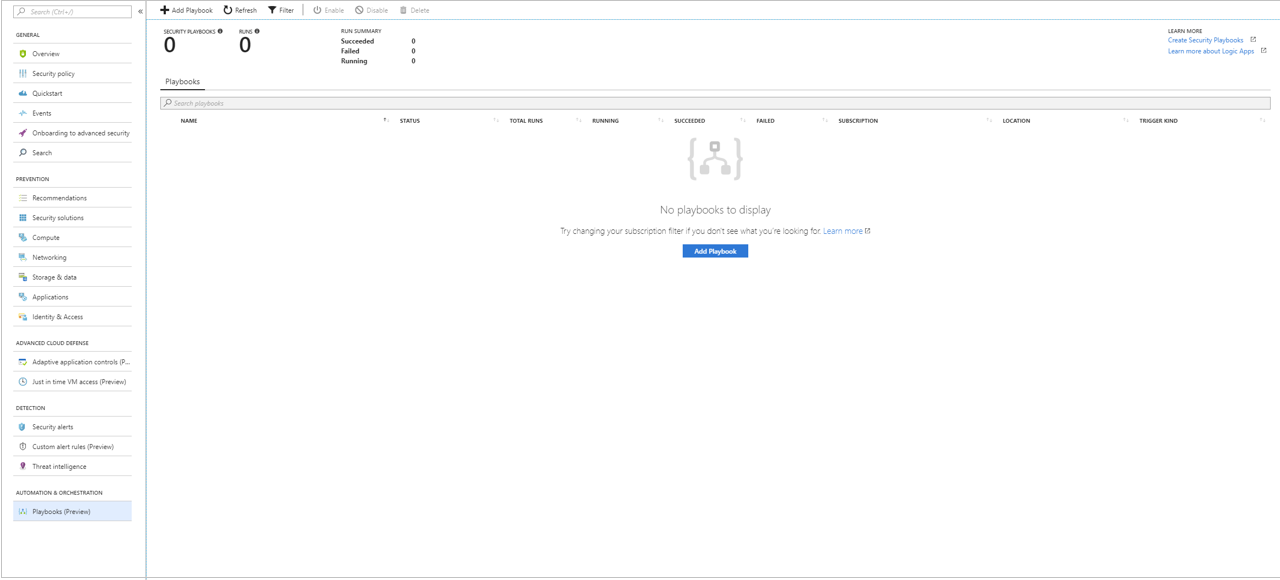 Search (Ctrl+/)
«
GENERAL
Overview
Security policy
Quickstart
Events
Onboarding to advanced security
Search
PREVENTION
Recommendations
Security solutions
Compute
Networking
Storage & data
Applications
Identity & Access
ADVANCED CLOUD DEFENSE
Adaptive application controls (P...
Just in time VM access (Preview)
DETECTION
Security alerts
Custom alert rules (Preview)
Threat intelligence
AUTOMATION & ORCHESTRATION
Playbooks (Preview)
Add Playbook Refresh Filter Enable Disable Delete
SECURITY PLAYBOOKS RUNS
0 0
RUN SUMMARY
Succeeded 0
Failed 0
Running 0
LEARN MORE
Create Security Playbooks
Learn more about Logic Apps
Playbooks
Search playbooks
NAME STATUS TOTAL RUNS RUNNING SUCCEEDED FAILED SUBSCRIPTION LOCATION TRIGGER KIND
No playbooks to display
Try changing your subscription filter if you don't see what you're looking for. Learn more
Add Playbook